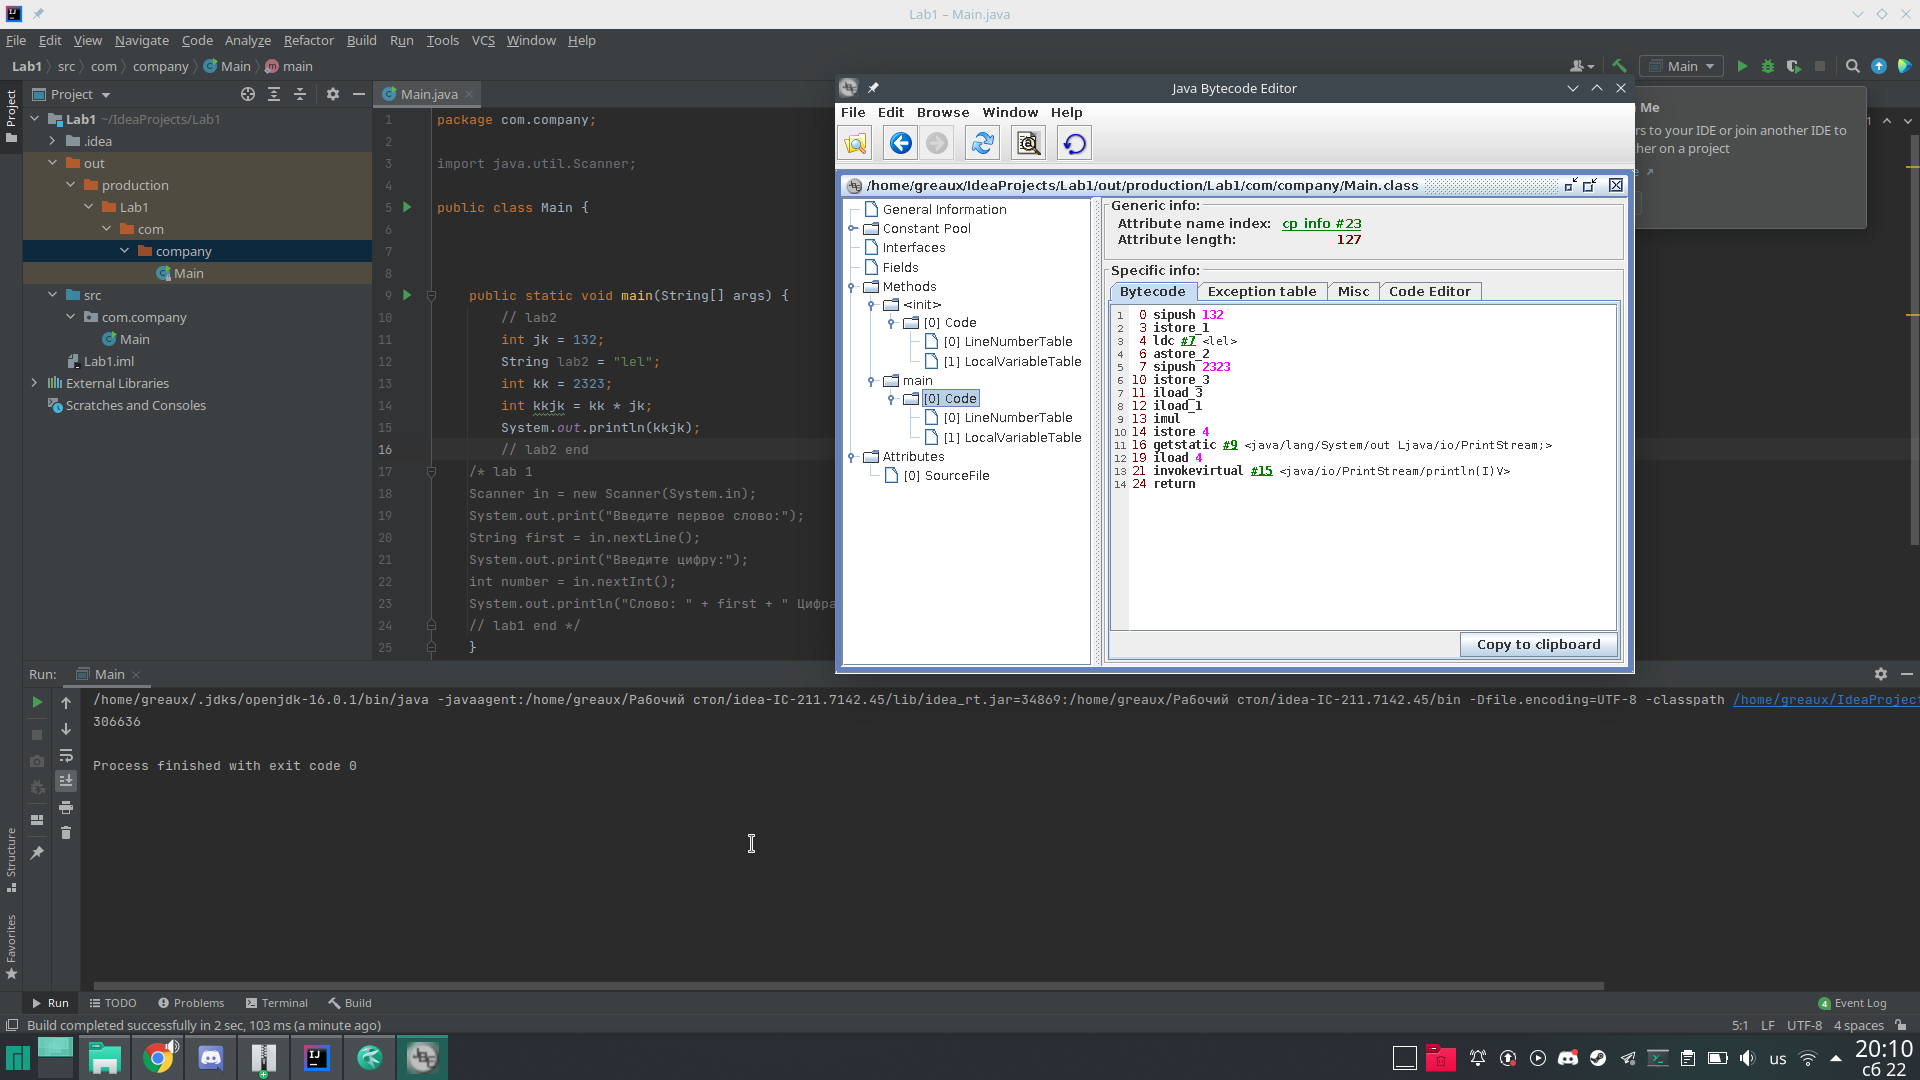 Lab1 – Main.java
File Edit View Navigate Code Analyze Refactor Build Run Tools VCS Window Help
Lab1 src com company Main main
Main
Project
Project
Lab1 ~/IdeaProjects/Lab1
.idea
out
production
Lab1
com
company
Main
src
com.company
Main
Lab1.iml
External Libraries
Scratches and Consoles
Structure
Favorites
Main.java
1 package com.company;
2
3 import java.util.Scanner;
4
5 public class Main {
6
7
8
9 public static void main(String[] args) {
10 // lab2
11 int jk = 132;
12 String lab2 = "lel";
13 int kk = 2323;
14 int kkjk = kk * jk;
15 System.out.println(kkjk);
16 // lab2 end
17 /* lab 1
18 Scanner in = new Scanner(System.in);
19 System.out.print("Введите первое слово:");
20 String first = in.nextLine();
21 System.out.print("Введите цифру:");
22 int number = in.nextInt();
23 System.out.println("Слово: " + first + " Цифра
24 // lab1 end */
25 }
Java Bytecode Editor
File Edit Browse Window Help
/home/greaux/IdeaProjects/Lab1/out/production/Lab1/com/company/Main.class
General Information
Constant Pool
Interfaces
Fields
Methods
<init>
[0] Code
[0] LineNumberTable
[1] LocalVariableTable
main
[0] Code
[0] LineNumberTable
[1] LocalVariableTable
Attributes
[0] SourceFile
Generic info:
Attribute name index: cp_info #23
Attribute length: 127
Specific info:
Bytecode Exception table Misc Code Editor
1 0 sipush 132
2 3 istore_1
3 4 ldc #7 <lel>
4 6 astore_2
5 7 sipush 2323
6 10 istore_3
7 11 iload_3
8 12 iload_1
9 13 imul
10 14 istore 4
11 16 getstatic #9 <java/lang/System/out Ljava/io/PrintStream;>
12 19 iload 4
13 21 invokevirtual #15 <java/io/PrintStream/println(I)V>
14 24 return
Copy to clipboard
Me
rs to your IDE or join another IDE to
her on a project
1
Run: Main
/home/greaux/.jdks/openjdk-16.0.1/bin/java -javaagent:/home/greaux/Рабочий стол/idea-IC-211.7142.45/lib/idea_rt.jar=34869:/home/greaux/Рабочий стол/idea-IC-211.7142.45/bin -Dfile.encoding=UTF-8 -classpath /home/greaux/IdeaProject
306636
Process finished with exit code 0
Run TODO Problems Terminal Build
4 Event Log
Build completed successfully in 2 sec, 103 ms (a minute ago)
5:1 LF UTF-8 4 spaces
us
20:10
сб 22